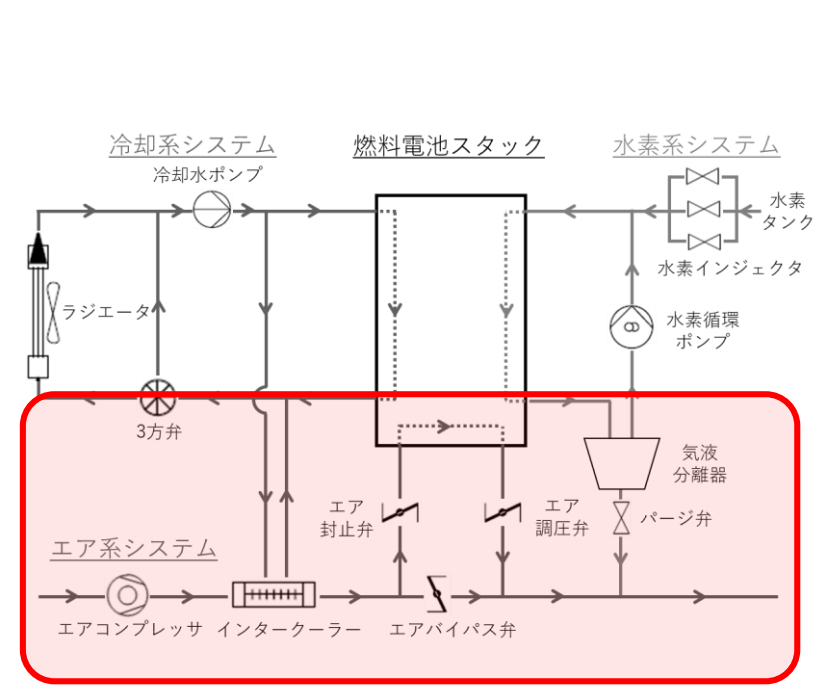 冷却系システム
燃料電池スタック
水素系システム
冷却水ポンプ
水素
タンク
水素インジェクタ
ラジエータ
水素循環
ポンプ
3方弁
気液
分離器
エア
封止弁
エア
調圧弁
パージ弁
エア系システム
エアコンプレッサ
インタークーラー
エアバイパス弁